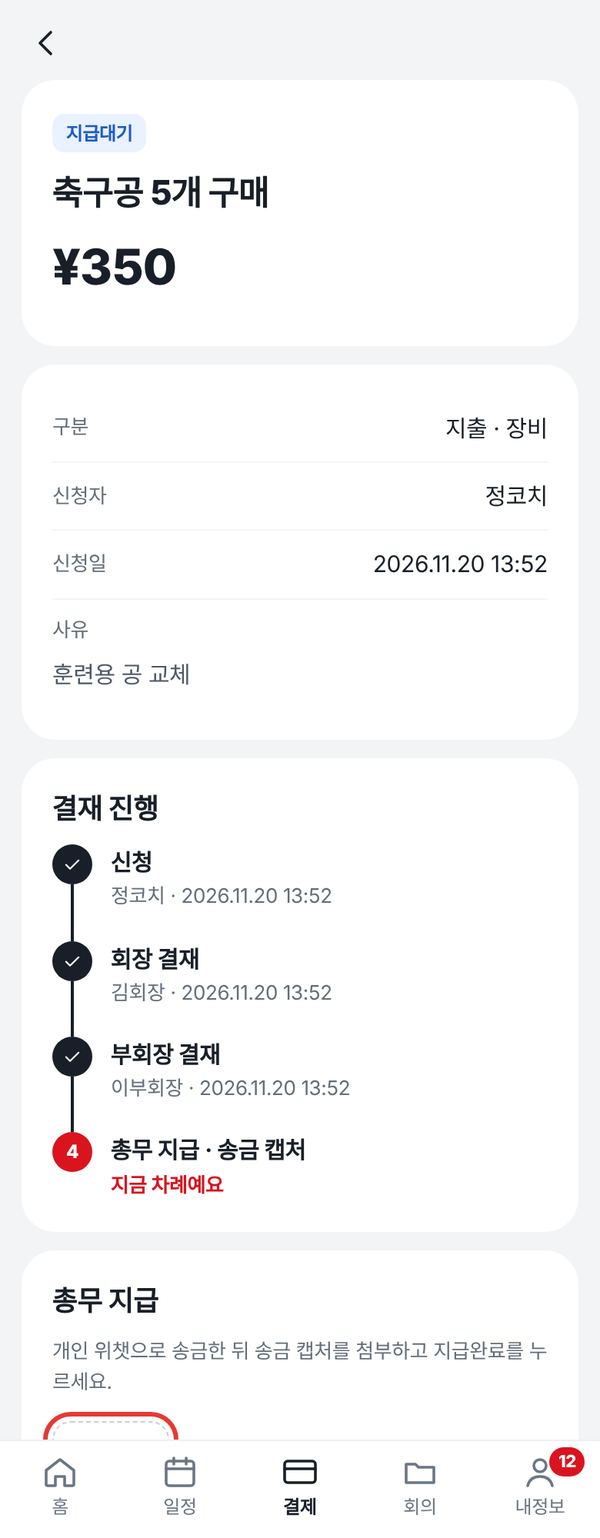 지급대기
축구공 5개 구매
¥350
구분 지출 · 장비
신청자 정코치
신청일 2026.11.20 13:52
사유
훈련용 공 교체
결재 진행
신청
정코치 · 2026.11.20 13:52
회장 결재
김회장 · 2026.11.20 13:52
부회장 결재
이부회장 · 2026.11.20 13:52
4 총무 지급 · 송금 캡처
지금 차례예요
총무 지급
개인 위챗으로 송금한 뒤 송금 캡처를 첨부하고 지급완료를 누
르세요.
12
홈 일정 결제 회의 내정보